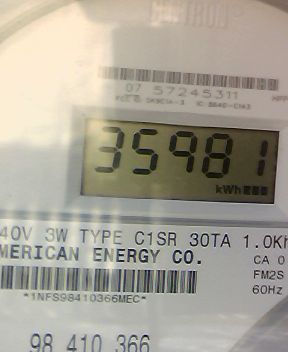 07 57245311
35981
kWh
40V 3W TYPE C1SR 30TA 1.0Kh
MERICAN ENERGY CO.
CA 0
FM2S
60Hz
*1NFS98410366MEC*
98 410 366